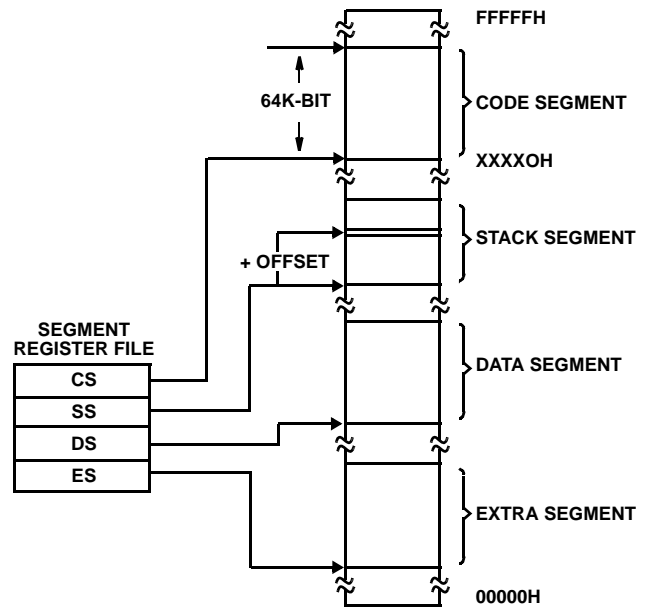 FFFFFH
64K-BIT
CODE SEGMENT
XXXXOH
STACK SEGMENT
+ OFFSET
SEGMENT
REGISTER FILE
CS
SS
DS
ES
DATA SEGMENT
EXTRA SEGMENT
00000H